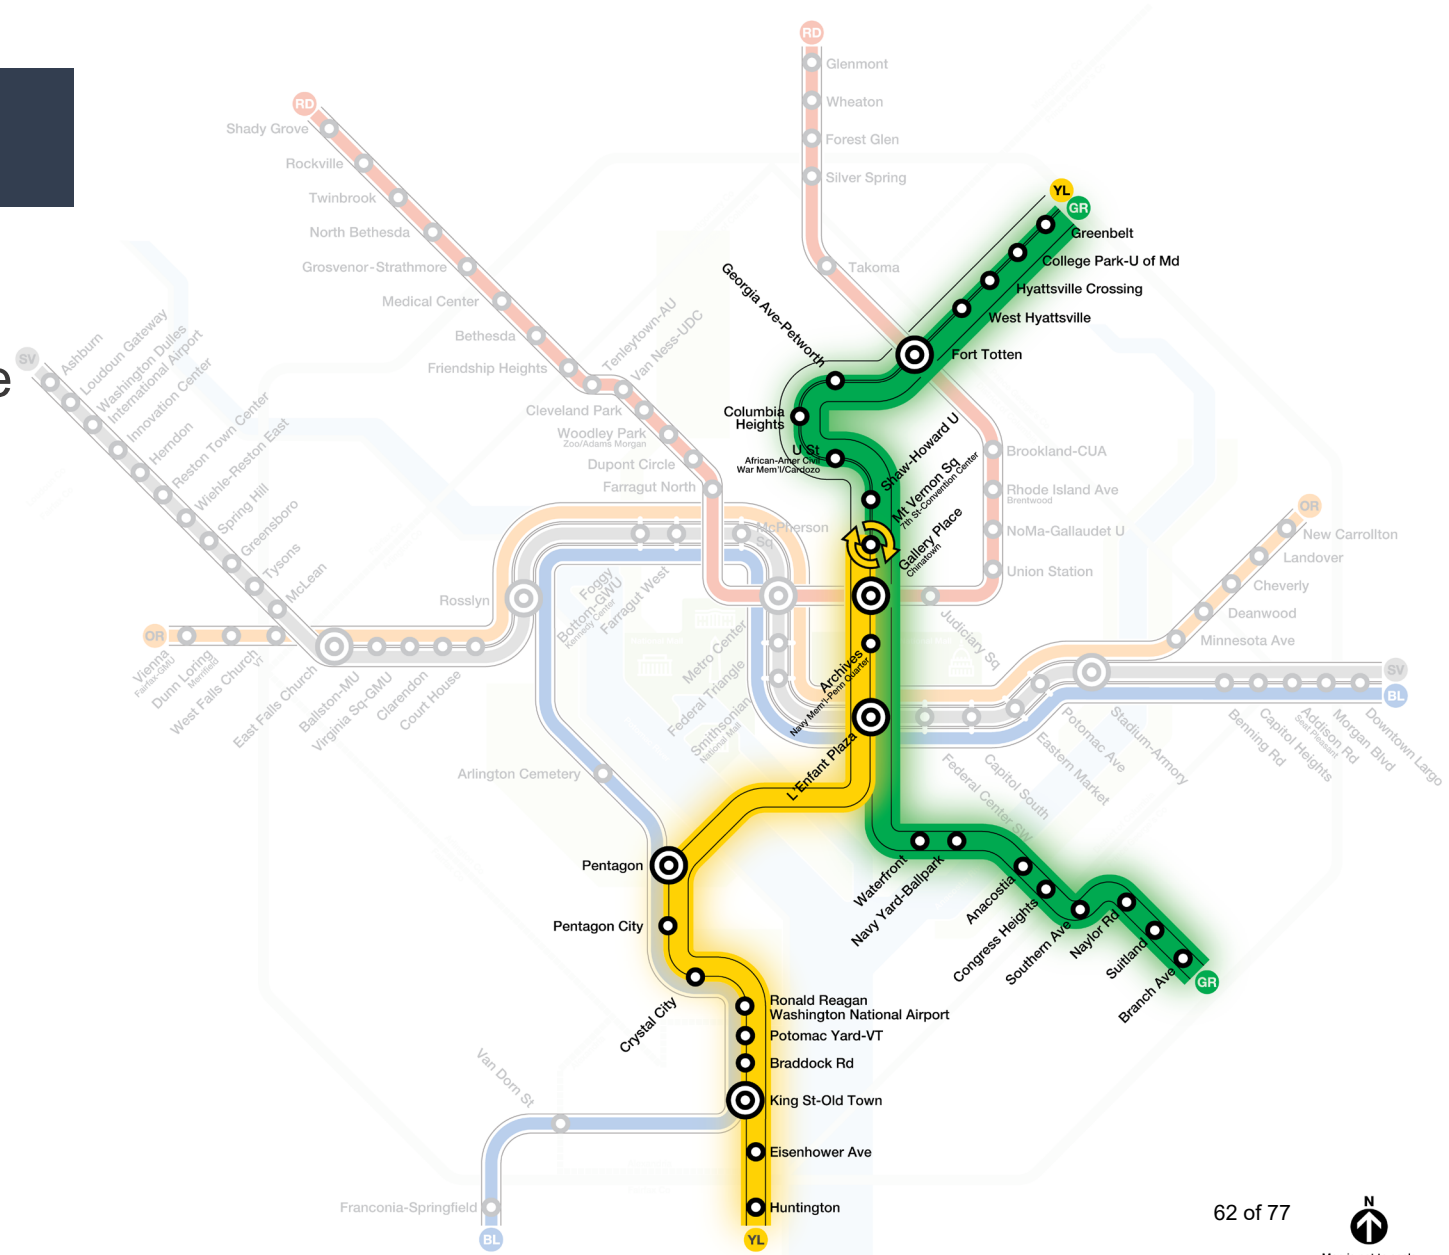 RD
Glenmont
Wheaton
Forest Glen
Silver Spring
Takoma
RD
Shady Grove
Rockville
Twinbrook
North Bethesda
Grosvenor-Strathmore
Medical Center
Bethesda
Friendship Heights
Tenleytown-AU
Van Ness-UDC
Cleveland Park
Woodley Park
Zoo/Adams Morgan
Dupont Circle
Farragut North
YL
GR
Greenbelt
College Park-U of Md
Hyattsville Crossing
West Hyattsville
Fort Totten
Georgia Ave-Petworth
Columbia
Heights
U St
African-Amer Civil
War Mem'l/Cardozo
Shaw-Howard U
Mt Vernon Sq
7th St-Convention Center
Gallery Place
Chinatown
Brookland-CUA
Rhode Island Ave
Brentwood
NoMa-Gallaudet U
Union Station
Judiciary Sq
e
SV
Ashburn
Loudoun Gateway
Washington Dulles
International Airport
Innovation Center
Herndon
Reston Town Center
Wiehle-Reston East
Spring Hill
Greensboro
Tysons
McLean
OR
Vienna
Fairfax-GMU
Dunn Loring
Merrifield
West Falls Church
VT
East Falls Church
Ballston-MU
Virginia Sq-GMU
Clarendon
Court House
Rosslyn
Foggy
Bottom-GWU
Kennedy Center
Farragut West
McPherson
Sq
Metro Center
Federal Triangle
Smithsonian
National Mall
Archives
Navy Mem'l-Penn Quarter
L'Enfant Plaza
OR
New Carrollton
Landover
Cheverly
Deanwood
Minnesota Ave
SV
BL
Federal Center SW
Capitol South
Eastern Market
Potomac Ave
Stadium-Armory
Benning Rd
Capitol Heights
Addison Rd
Seat Pleasant
Morgan Blvd
Downtown Largo
Arlington Cemetery
Pentagon
Pentagon City
Crystal City
Ronald Reagan
Washington National Airport
Potomac Yard-VT
Braddock Rd
King St-Old Town
Eisenhower Ave
Huntington
YL
Van Dorn St
Franconia-Springfield
BL
Waterfront
Navy Yard-Ballpark
Anacostia
Congress Heights
Southern Ave
Naylor Rd
Suitland
Branch Ave
GR
62 of 77
N